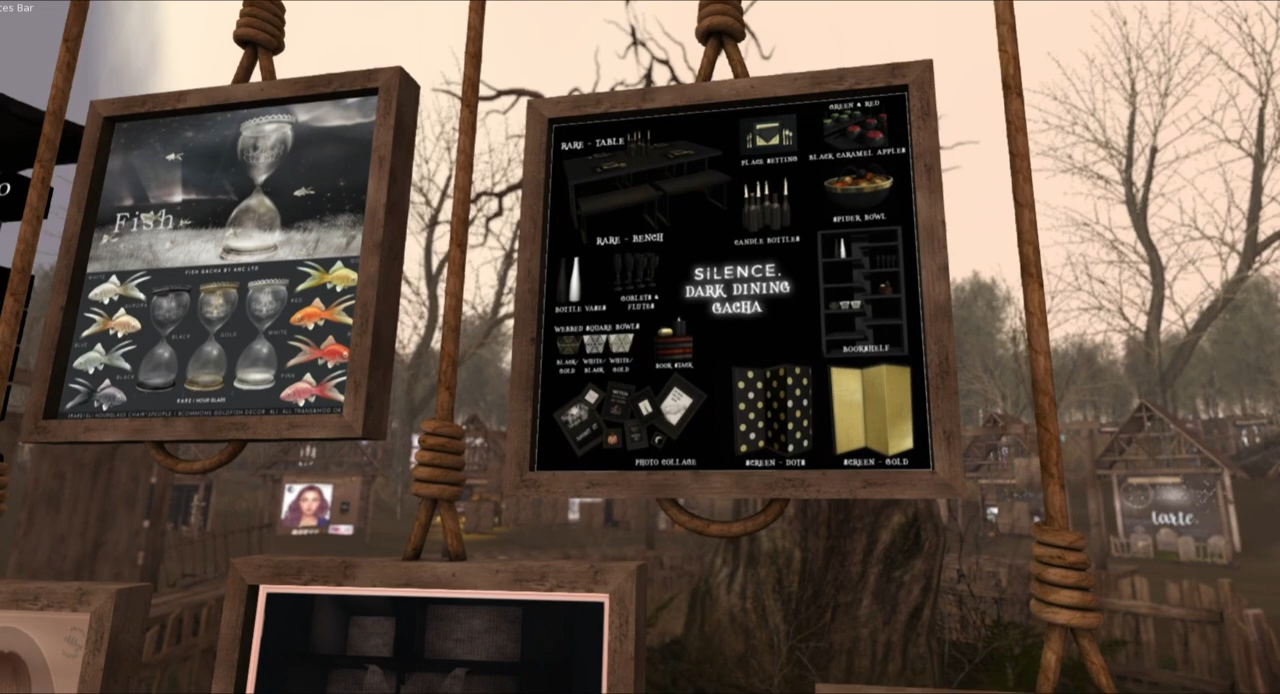 ces Bar
Fish
FISH GACHA BY ANC LTD
WHITE
AURORA
BLUE
BLACK
BLACK
GOLD
WHITE
RED
PINK
RARE / HOUR GLASS
RARE - TABLE
RARE - BENCH
PLACE SETTING
GREEN & RED
BLACK CARAMEL APPLES
CANDLE BOTTLES
SPIDER BOWL
BOTTLE VASES
GOBLETS &
FLUTES
SILENCE.
DARK DINING
GACHA
WEBBED SQUARE BOWLS
BLACK/
GOLD
WHITE/
BLACK
WHITE/
GOLD
BOOK STACK
BOOKSHELF
PHOTO COLLAGE
SCREEN - DOTS
SCREEN - GOLD
tarte.